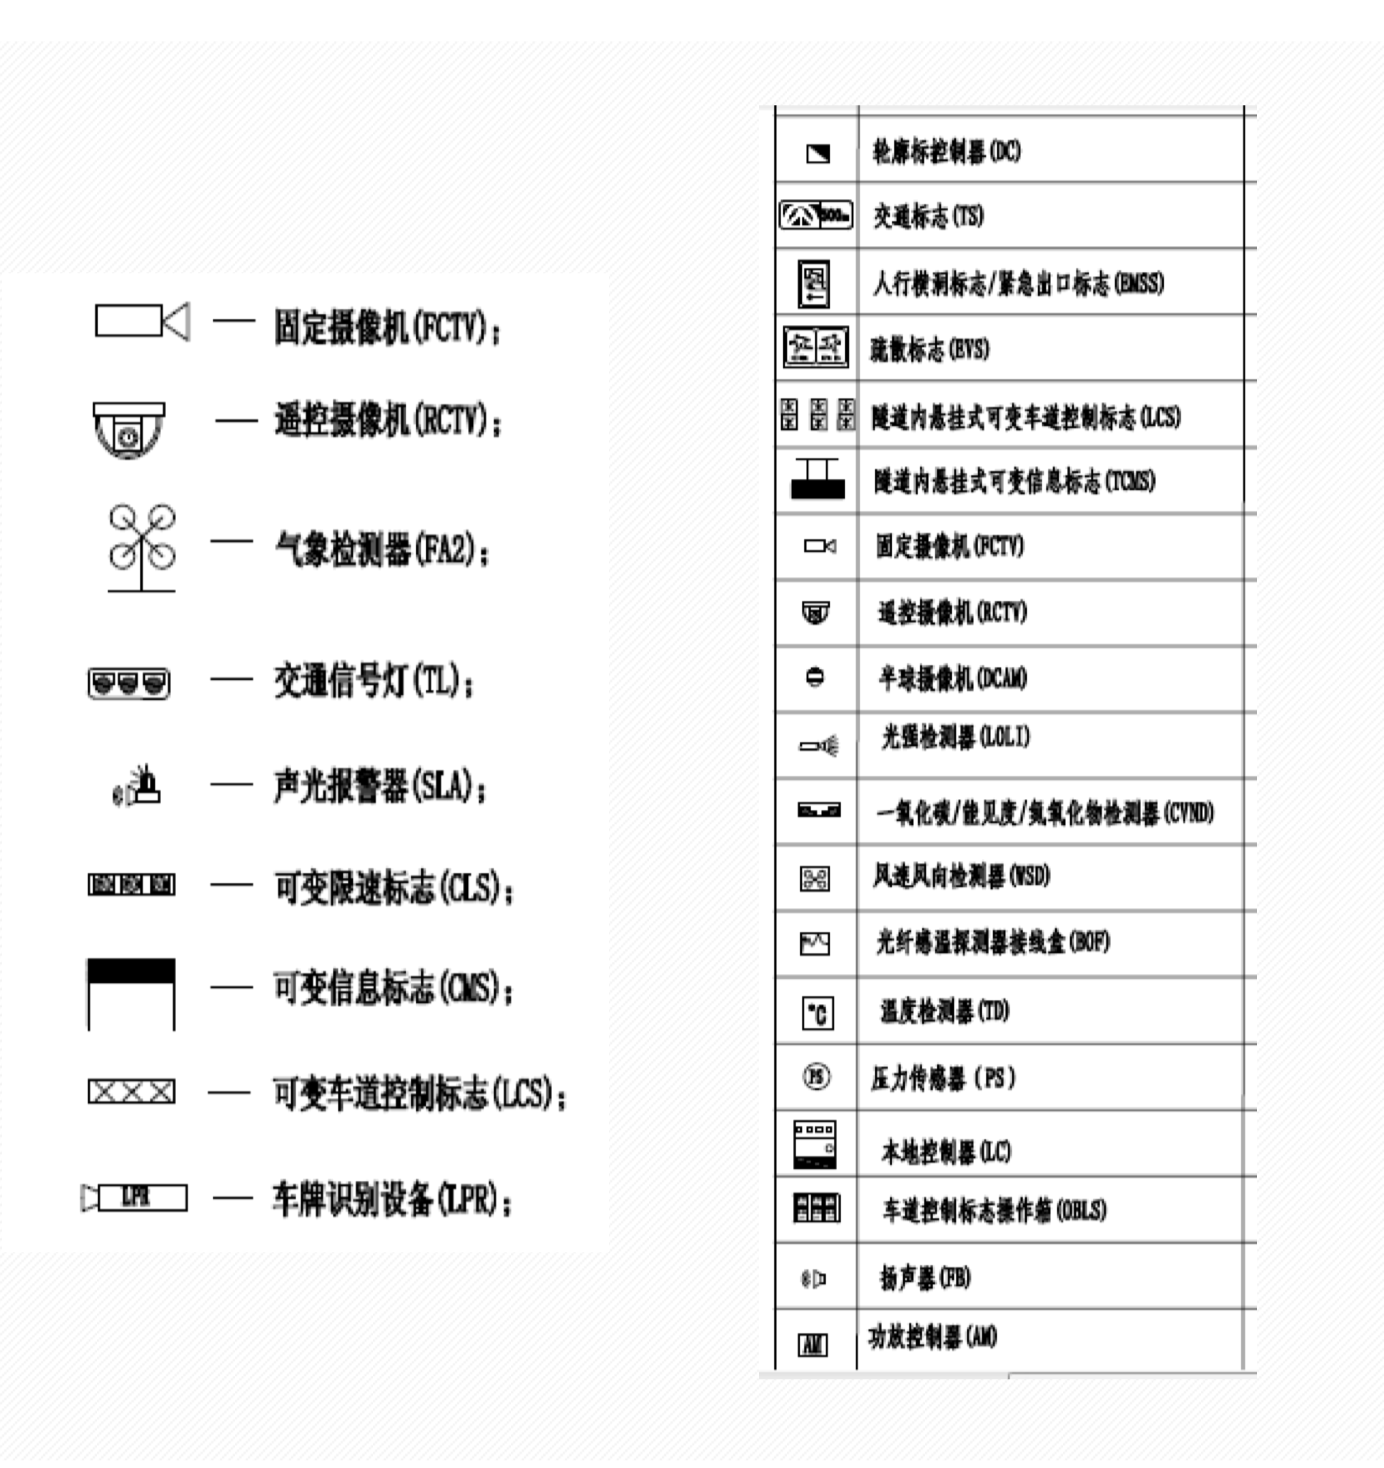 固定摄像机(FCTV);
遥控摄像机(RCTV);
气象检测器(FA2);
交通信号灯(TL);
声光报警器(SLA);
可变限速标志(CLS);
可变信息标志(CMS);
可变车道控制标志(LCS);
LPR
车牌识别设备(LPR);
轮廓标控制器(DC)
500m
交通标志(TS)
人行横洞标志/紧急出口标志(EMSS)
疏散标志(EVS)
隧道内悬挂式可变车道控制标志(LCS)
隧道内悬挂式可变信息标志(TCMS)
固定摄像机(FCTV)
遥控摄像机(RCTV)
半球摄像机(DCAM)
光强检测器(LOLI)
一氧化碳/能见度/氮氧化物检测器(CVND)
风速风向检测器(WSD)
光纤感温探测器接线盒(BOF)
°C
温度检测器(TD)
PS
压力传感器(PS)
本地控制器(LC)
车道控制标志操作箱(OBLS)
扬声器(FB)
AM
功放控制器(AM)